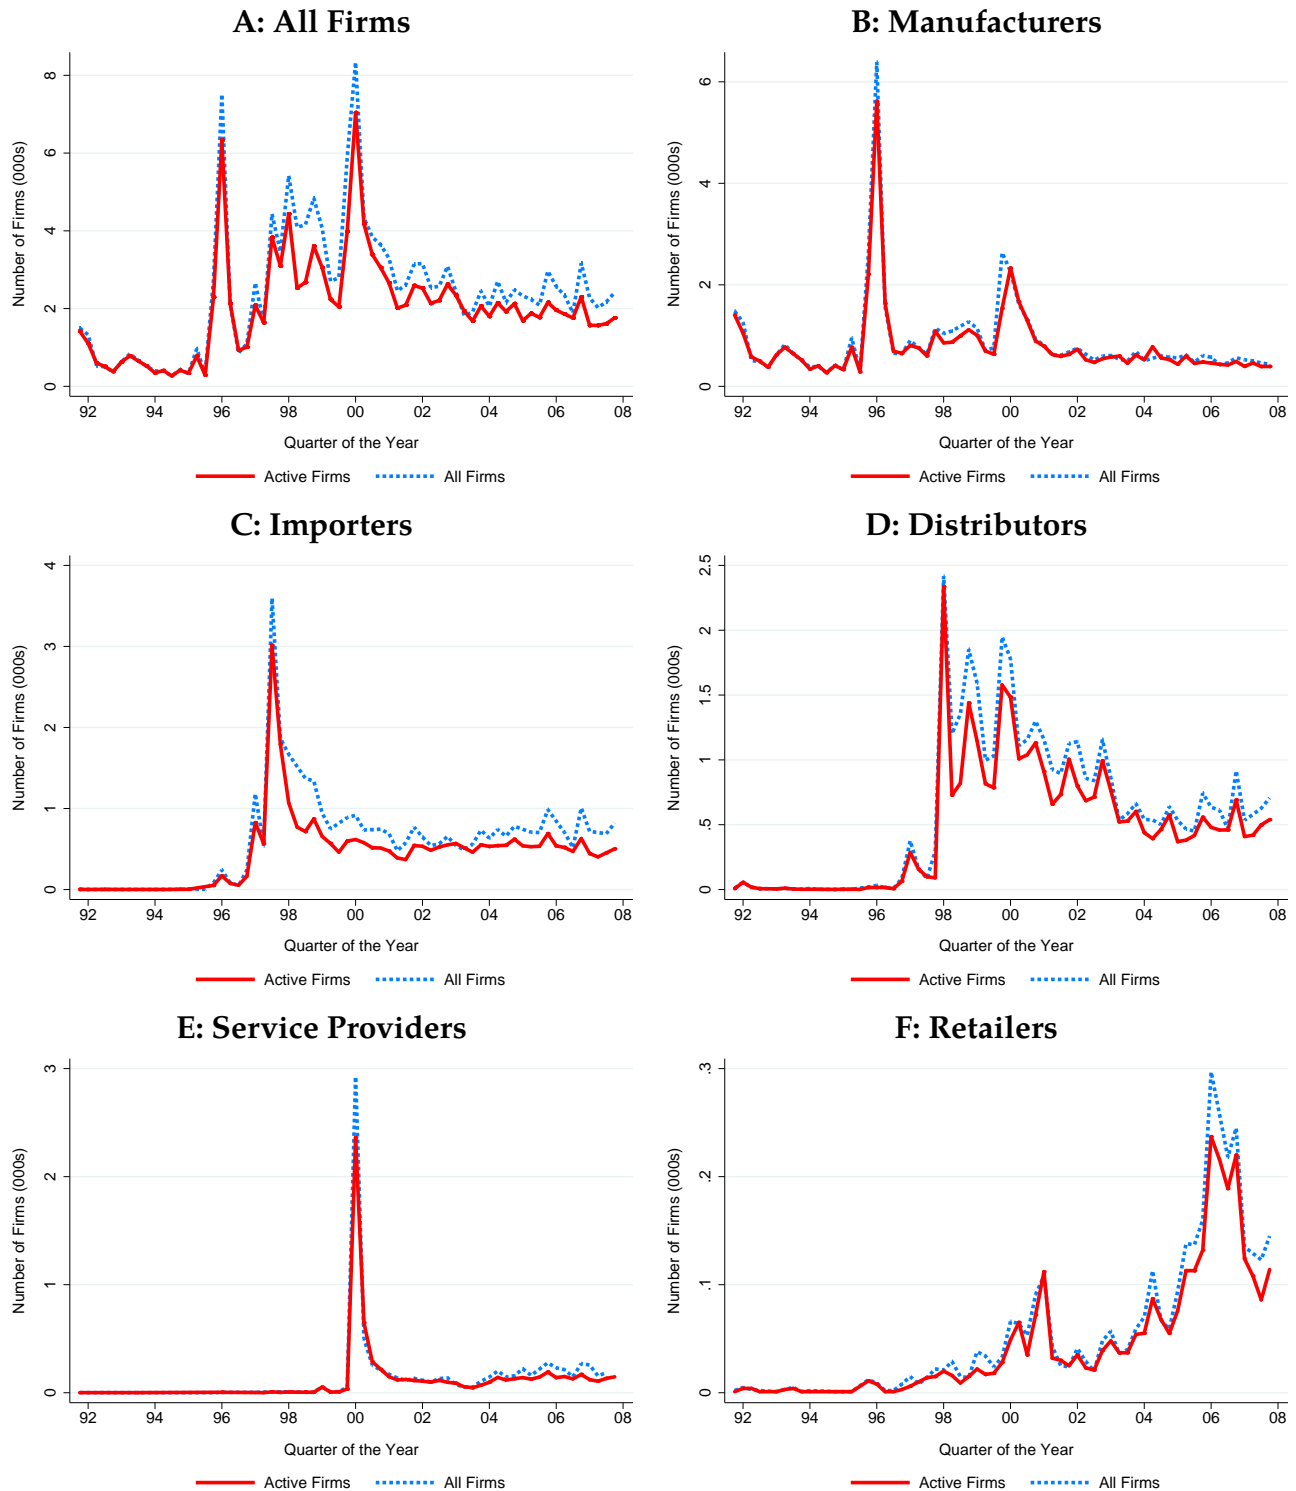 A: All Firms
Number of Firms (000s)
8
6
4
2
0
92 94 96 98 00 02 04 06 08
Quarter of the Year
Active Firms All Firms
B: Manufacturers
Number of Firms (000s)
6
4
2
0
92 94 96 98 00 02 04 06 08
Quarter of the Year
Active Firms All Firms
C: Importers
Number of Firms (000s)
4
3
2
1
0
92 94 96 98 00 02 04 06 08
Quarter of the Year
Active Firms All Firms
D: Distributors
Number of Firms (000s)
2.5
2
1.5
1
.5
0
92 94 96 98 00 02 04 06 08
Quarter of the Year
Active Firms All Firms
E: Service Providers
Number of Firms (000s)
3
2
1
0
92 94 96 98 00 02 04 06 08
Quarter of the Year
Active Firms All Firms
F: Retailers
Number of Firms (000s)
.3
.2
.1
0
92 94 96 98 00 02 04 06 08
Quarter of the Year
Active Firms All Firms